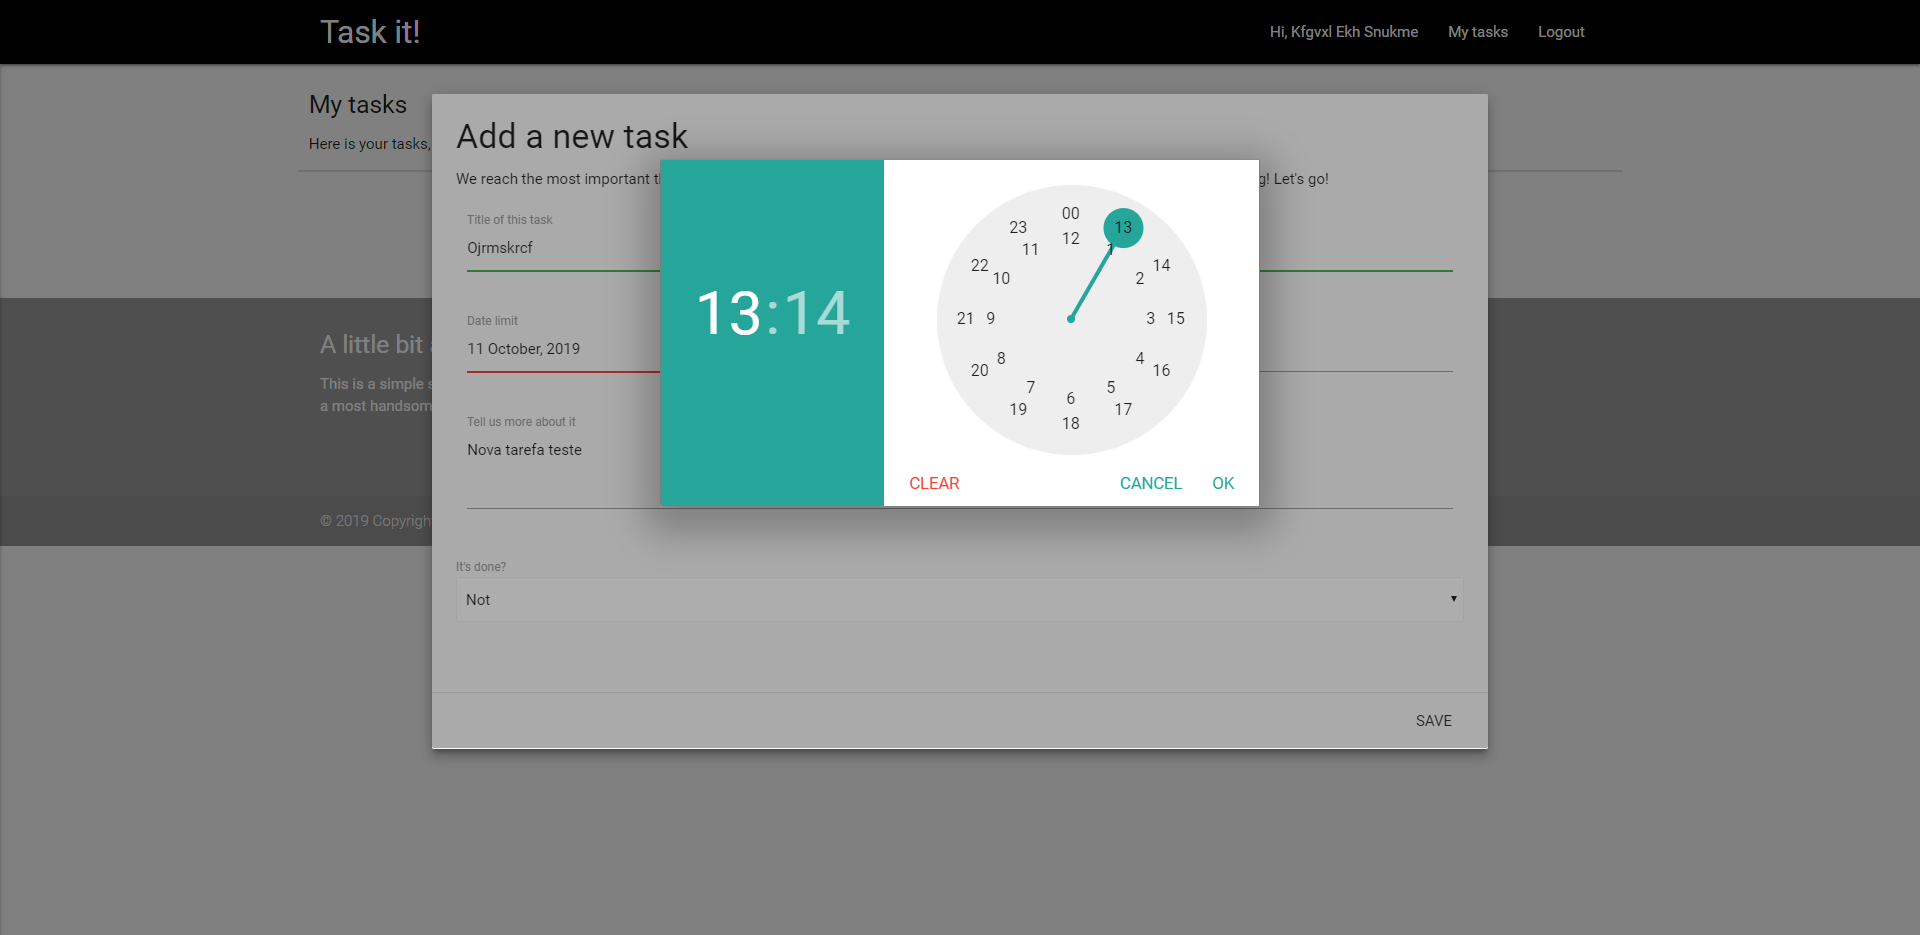 Task it!
Hi, Kfgvxl Ekh Snukme
My tasks
Logout
My tasks
Here is your tasks,
Add a new task
We reach the most important
g! Let's go!
Title of this task
Ojrmskrcf
Date limit
11 October, 2019
Tell us more about it
Nova tarefa teste
It's done?
Not
SAVE
13:14
00
13
14
15
16
17
18
19
20
21
22
23
12
1
2
3
4
5
6
7
8
9
10
11
CLEAR
CANCEL
OK
A little bit
This is a simple
a most handsom
© 2019 Copyrigh